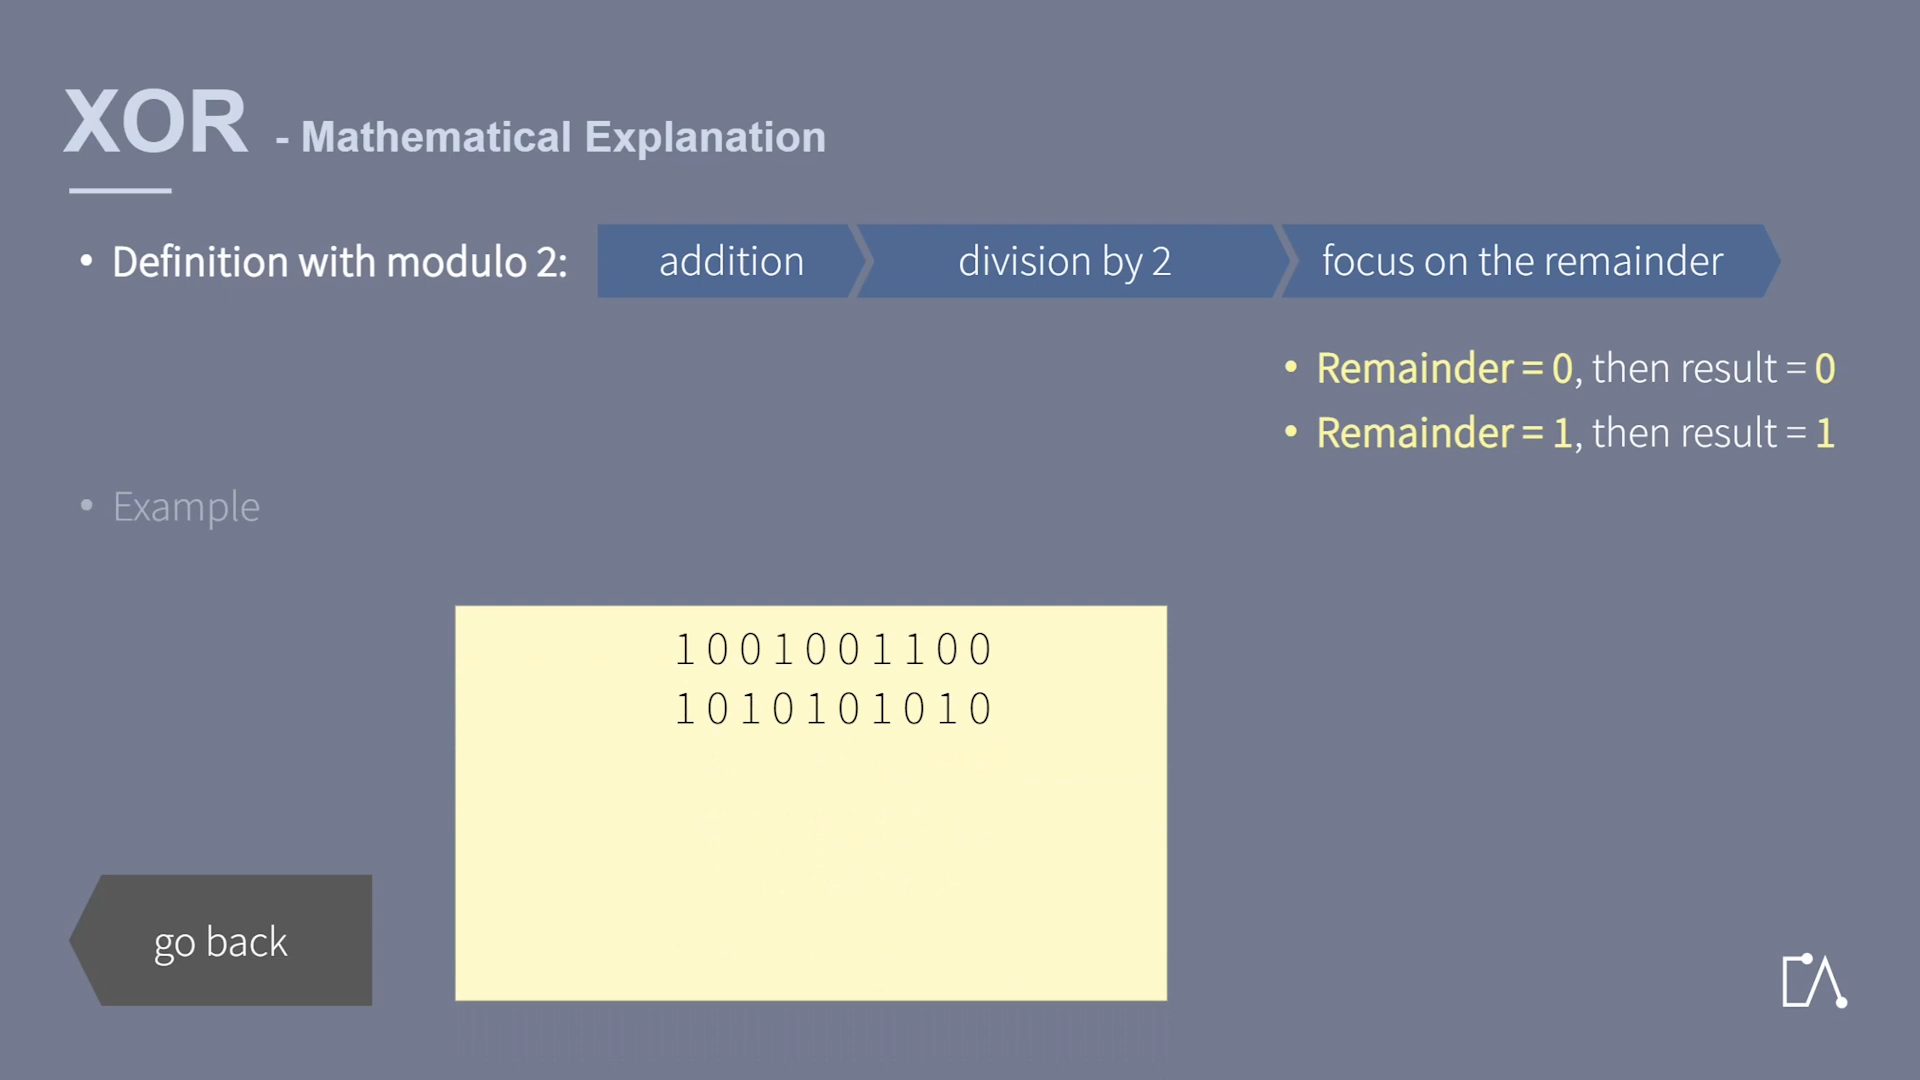 XOR - Mathematical Explanation
• Definition with modulo 2: addition division by 2 focus on the remainder
• Remainder = 0, then result = 0
• Remainder = 1, then result = 1
• Example
1 0 0 1 0 0 1 1 0 0
1 0 1 0 1 0 1 0 1 0
go back